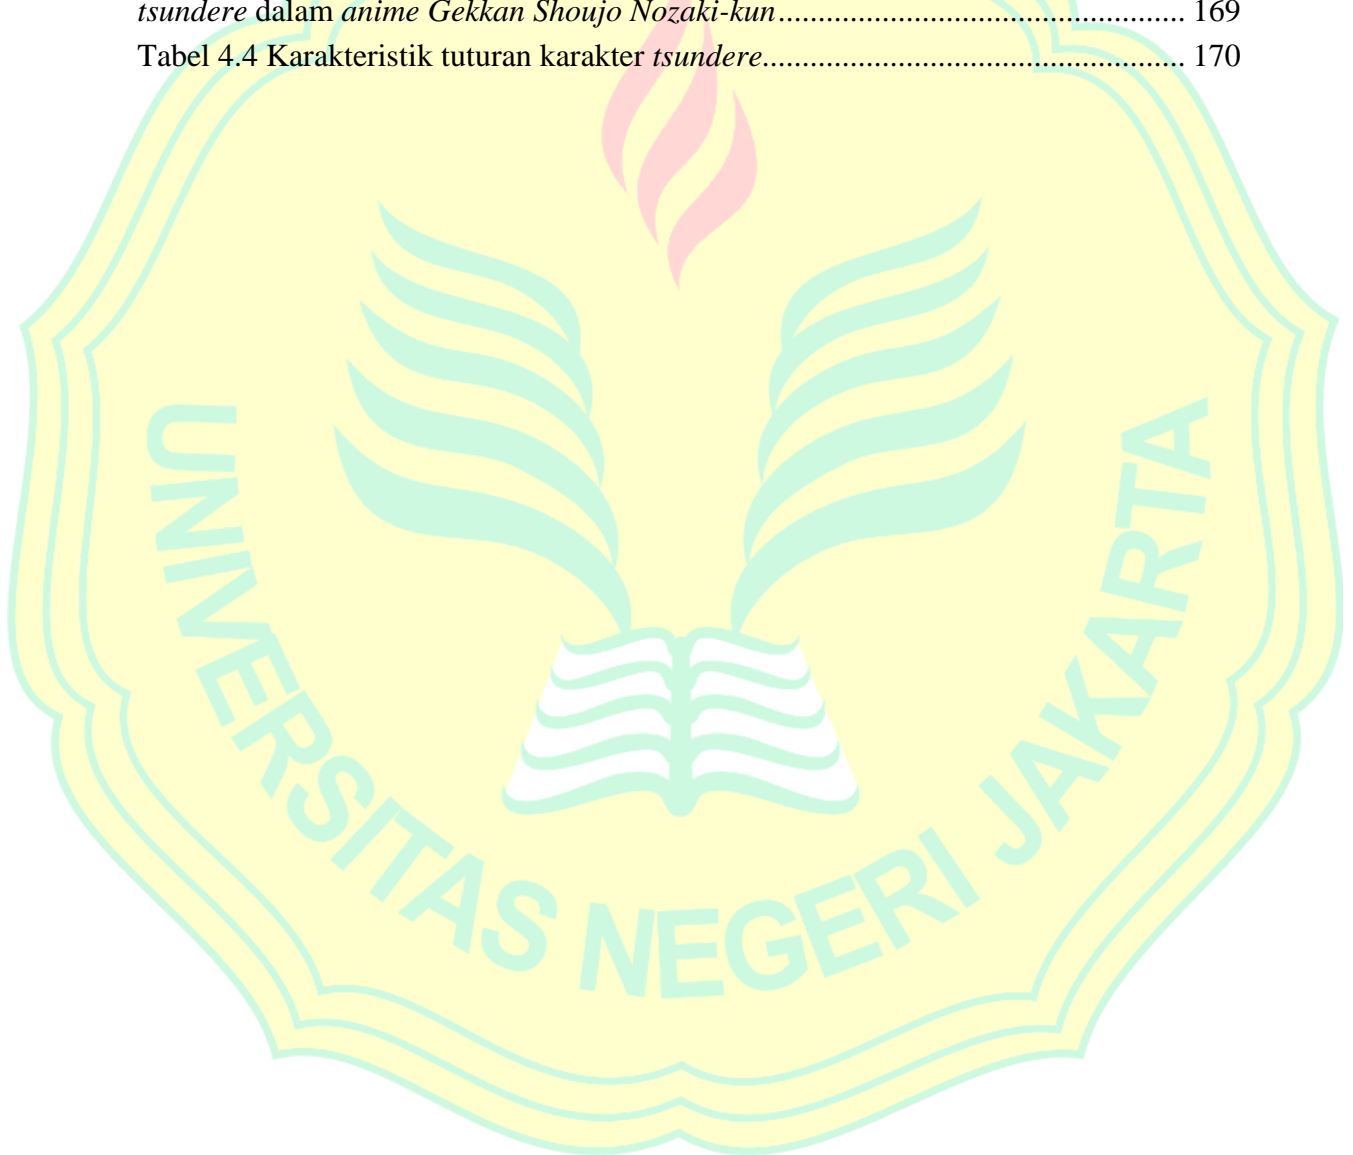 tsundere dalam anime Gekkan Shoujo Nozaki-kun.................................................. 169
Tabel 4.4 Karakteristik tuturan karakter tsundere.................................................... 170
UNIVERSITAS NEGERI JAKARTA